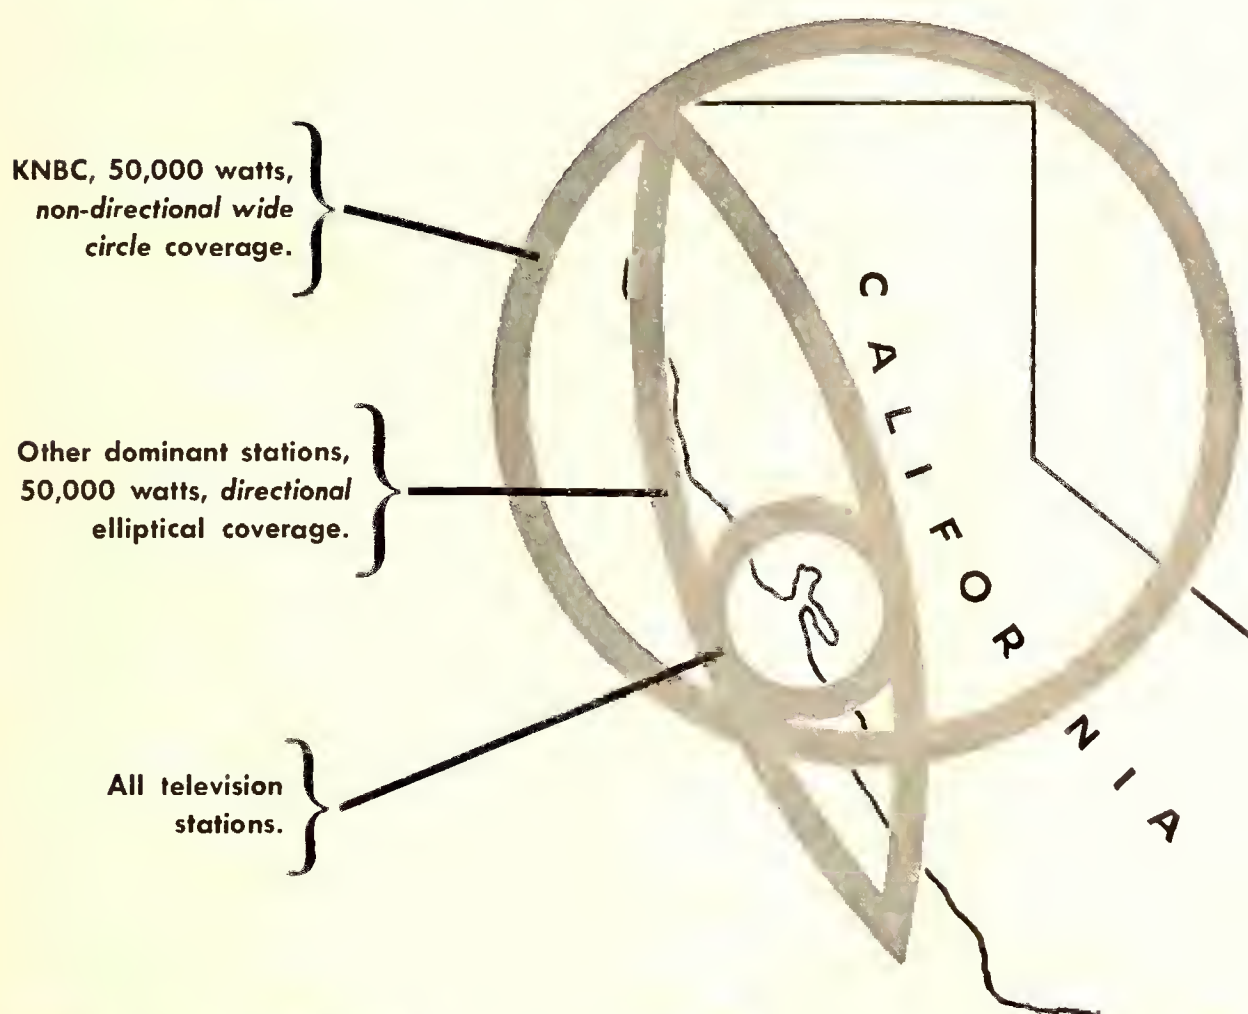 KNBC, 50,000 watts,
non-directional wide
circle coverage.
Other dominant stations,
50,000 watts, directional
elliptical coverage.
All television
stations.
CALIFORNIA